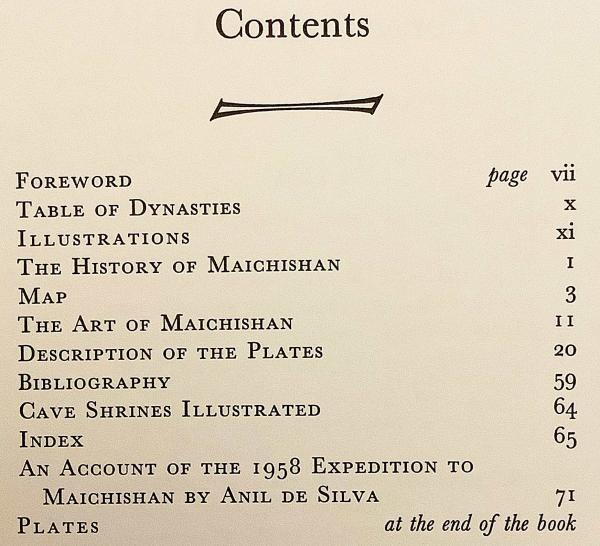 Contents
FOREWORD page vii
TABLE OF DYNASTIES x
ILLUSTRATIONS xi
THE HISTORY OF MAICHISHAN 1
MAP 3
THE ART OF MAICHISHAN 11
DESCRIPTION OF THE PLATES 20
BIBLIOGRAPHY 59
CAVE SHRINES ILLUSTRATED 64
INDEX 65
AN ACCOUNT OF THE 1958 EXPEDITION TO
MAICHISHAN BY ANIL DE SILVA 71
PLATES at the end of the book